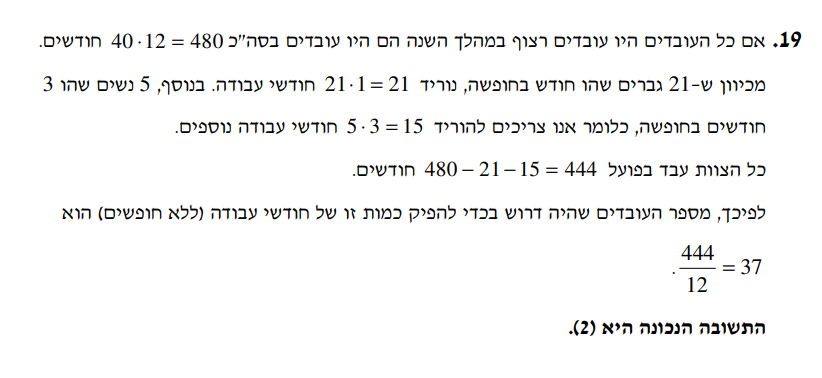 19. אם כל העובדים היו עובדים רצוף במהלך השנה הם היו עובדים בסה"כ 40·12 = 480 חודשים.
מכיוון ש-21 גברים שהו חודש בחופשה, נוריד 21·1 = 21 חודשי עבודה. בנוסף, 5 נשים שהו 3
חודשים בחופשה, כלומר אנו צריכים להוריד 5·3 = 15 חודשי עבודה נוספים.
כל הצוות עבד בפועל 480 − 21 − 15 = 444 חודשים.
לפיכך, מספר העובדים שהיה דרוש בכדי להפיק כמות זו של חודשי עבודה (ללא חופשים) הוא
444/12 = 37.
התשובה הנכונה היא (2).